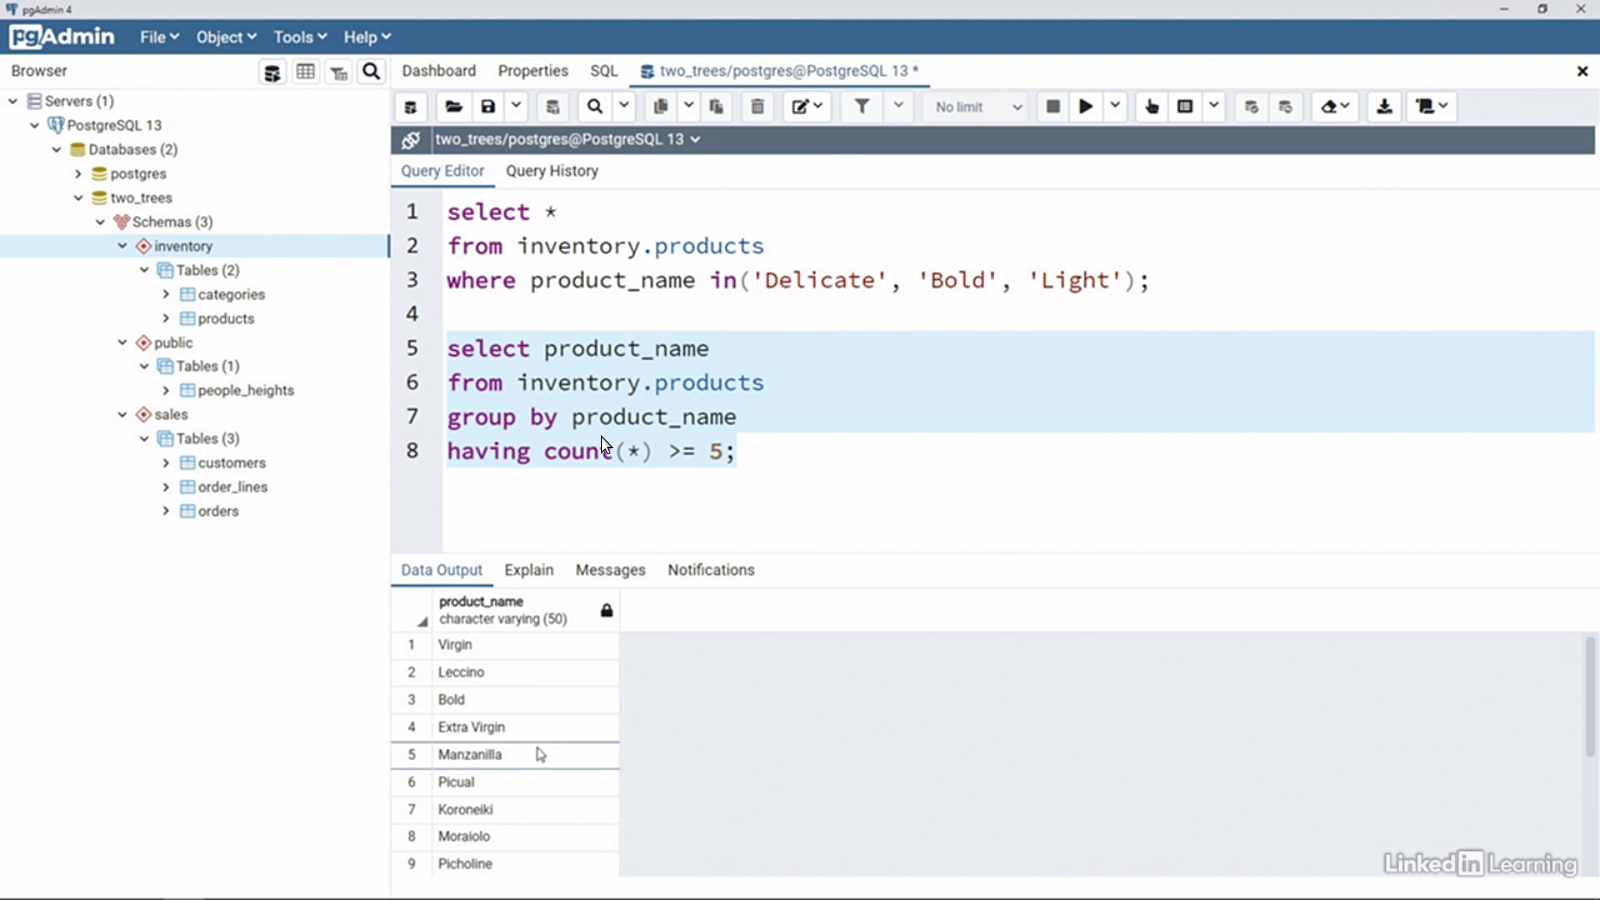 pgAdmin 4
pgAdmin File Object Tools Help
Browser
Dashboard Properties SQL two_trees/postgres@PostgreSQL 13 *
Servers (1)
PostgreSQL 13
Databases (2)
postgres
two_trees
Schemas (3)
inventory
Tables (2)
categories
products
public
Tables (1)
people_heights
sales
Tables (3)
customers
order_lines
orders
No limit
two_trees/postgres@PostgreSQL 13
Query Editor Query History
1 select *
2 from inventory.products
3 where product_name in('Delicate', 'Bold', 'Light');
4
5 select product_name
6 from inventory.products
7 group by product_name
8 having count(*) >= 5;
Data Output Explain Messages Notifications
product_name
character varying (50)
1 Virgin
2 Leccino
3 Bold
4 Extra Virgin
5 Manzanilla
6 Picual
7 Koroneiki
8 Moraiolo
9 Picholine
Linked in Learning